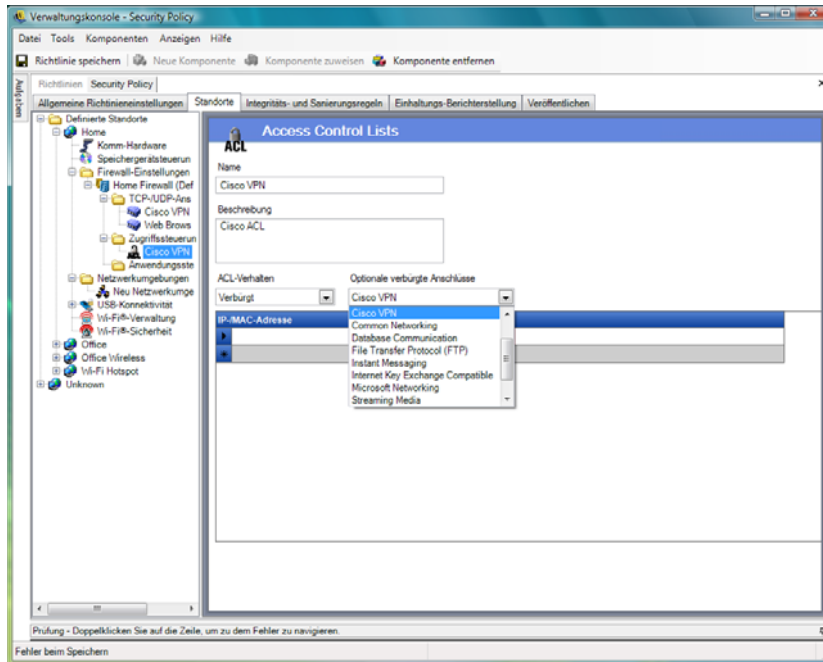 Verwaltungskonsole - Security Policy
Datei Tools Komponenten Anzeigen Hilfe
Richtlinie speichern Neue Komponente Komponente zuweisen Komponente entfernen
Aufgaben
Richtlinien Security Policy
Allgemeine Richtlinieneinstellungen Standorte Integritäts- und Sanierungsregeln Einhaltungs-Berichterstellung Veröffentlichen
Definierte Standorte
Home
Komm-Hardware
Speichergerätsteuerun
Firewall-Einstellungen
Home Firewall (Def
TCP-/UDP-Ans
Cisco VPN
Web Brows
Zugriffssteuerun
Cisco VPN
Anwendungsste
Netzwerkumgebungen
Neu Netzwerkumge
USB-Konnektivität
Wi-Fi®-Verwaltung
Wi-Fi®-Sicherheit
Office
Office Wireless
Wi-Fi Hotspot
Unknown
ACL
Access Control Lists
Name
Cisco VPN
Beschreibung
Cisco ACL
ACL-Verhalten Optionale verbürgte Anschlüsse
Verbürgt Cisco VPN
IP-/MAC-Adresse
Cisco VPN
Common Networking
Database Communication
File Transfer Protocol (FTP)
Instant Messaging
Internet Key Exchange Compatible
Microsoft Networking
Streaming Media
Prüfung - Doppelklicken Sie auf die Zeile, um zu dem Fehler zu navigieren.
Fehler beim Speichern